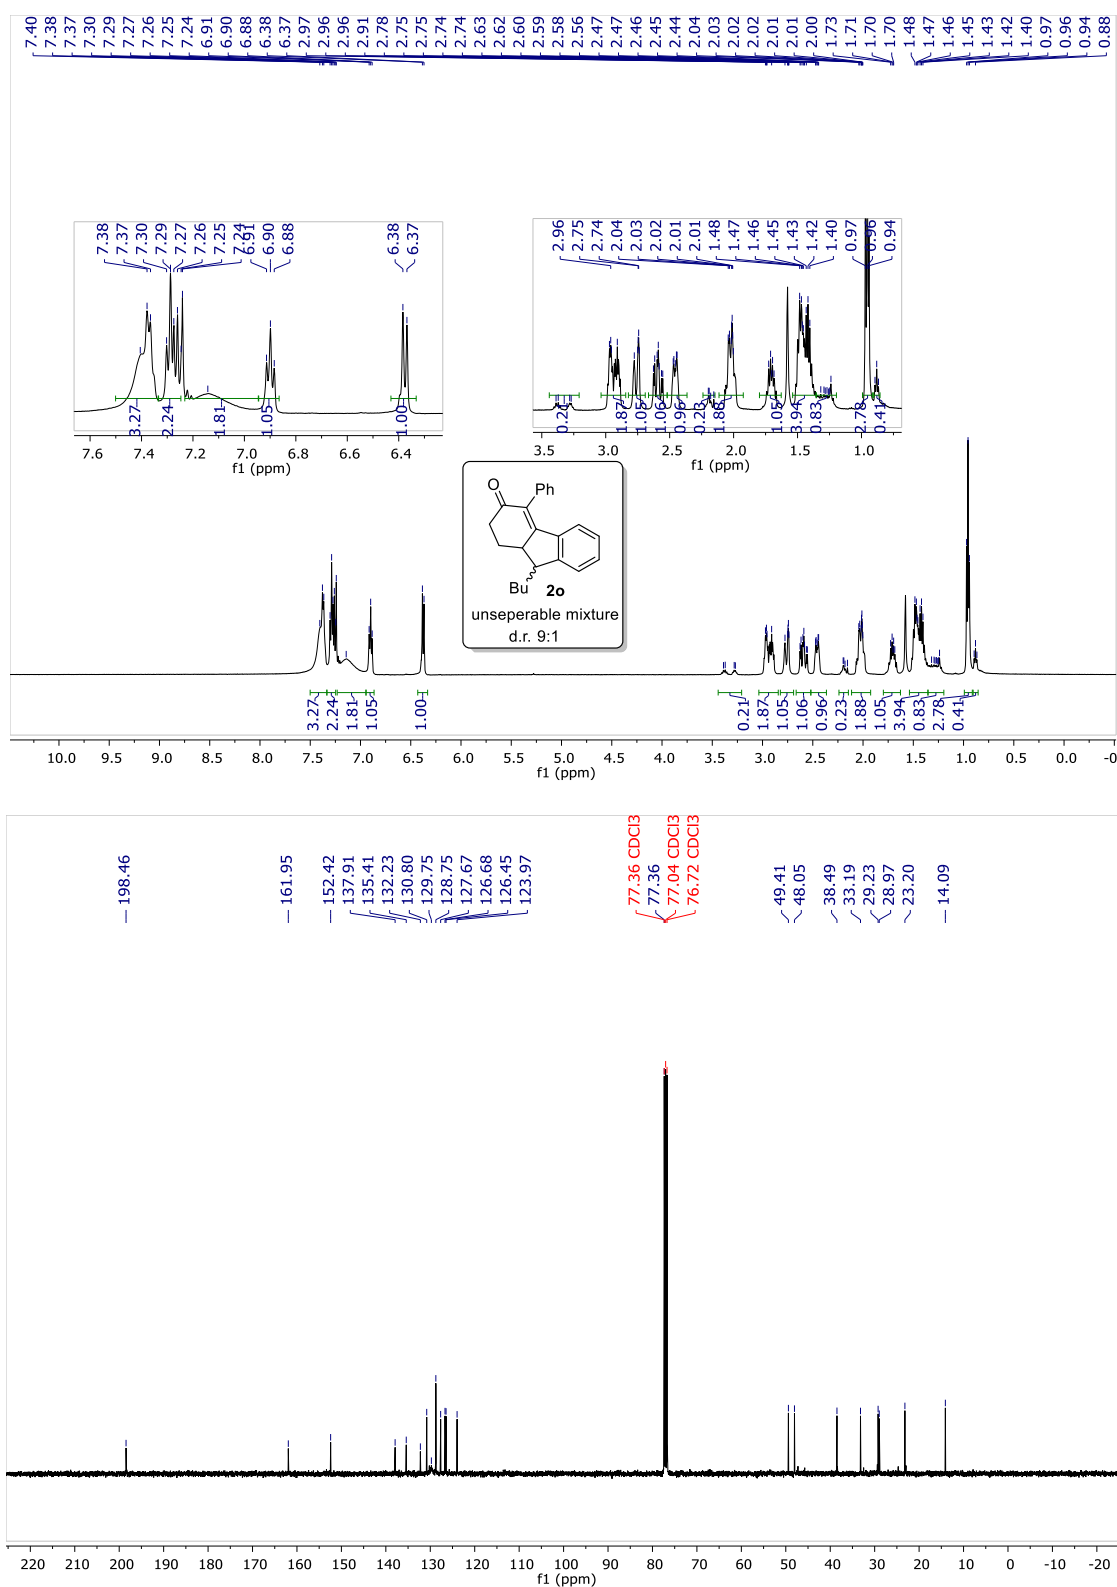 7.40 7.38 7.37 7.30 7.29 7.27 7.26 7.25 7.24 6.91 6.90 6.88 6.38 6.37 2.97 2.96 2.96 2.91 2.78 2.75 2.75 2.74 2.74 2.63 2.62 2.60 2.59 2.58 2.56 2.47 2.47 2.46 2.45 2.44 2.04 2.03 2.02 2.02 2.01 2.01 2.00 1.73 1.71 1.70 1.70 1.48 1.47 1.46 1.45 1.43 1.42 1.40 0.97 0.96 0.94 0.88
7.38 7.37 7.30 7.29 7.27 7.26 7.25 7.24 6.91 6.90 6.88 6.38 6.37
3.27 2.24 1.81 1.05 1.00
7.6 7.4 7.2 7.0 6.8 6.6 6.4
f1 (ppm)
2.96 2.75 2.74 2.04 2.03 2.02 2.01 2.01 1.48 1.47 1.46 1.45 1.43 1.42 1.40 0.97 0.96 0.94
0.21 1.87 1.05 1.06 0.96 0.23 1.88 1.05 3.94 0.83 2.78 0.41
3.5 3.0 2.5 2.0 1.5 1.0
f1 (ppm)
O
Ph
Bu
2o
unseperable mixture
d.r. 9:1
3.27 2.24 1.81 1.05 1.00 0.21 1.87 1.05 1.06 0.96 0.23 1.88 1.05 3.94 0.83 2.78 0.41
10.0 9.5 9.0 8.5 8.0 7.5 7.0 6.5 6.0 5.5 5.0 4.5 4.0 3.5 3.0 2.5 2.0 1.5 1.0 0.5 0.0 -0
f1 (ppm)
198.46 161.95 152.42 137.91 135.41 132.23 130.80 129.75 128.75 127.67 126.68 126.45 123.97 77.36 CDCl3 77.36 77.04 CDCl3 76.72 CDCl3 49.41 48.05 38.49 33.19 29.23 28.97 23.20 14.09
220 210 200 190 180 170 160 150 140 130 120 110 100 90 80 70 60 50 40 30 20 10 0 -10 -20
f1 (ppm)